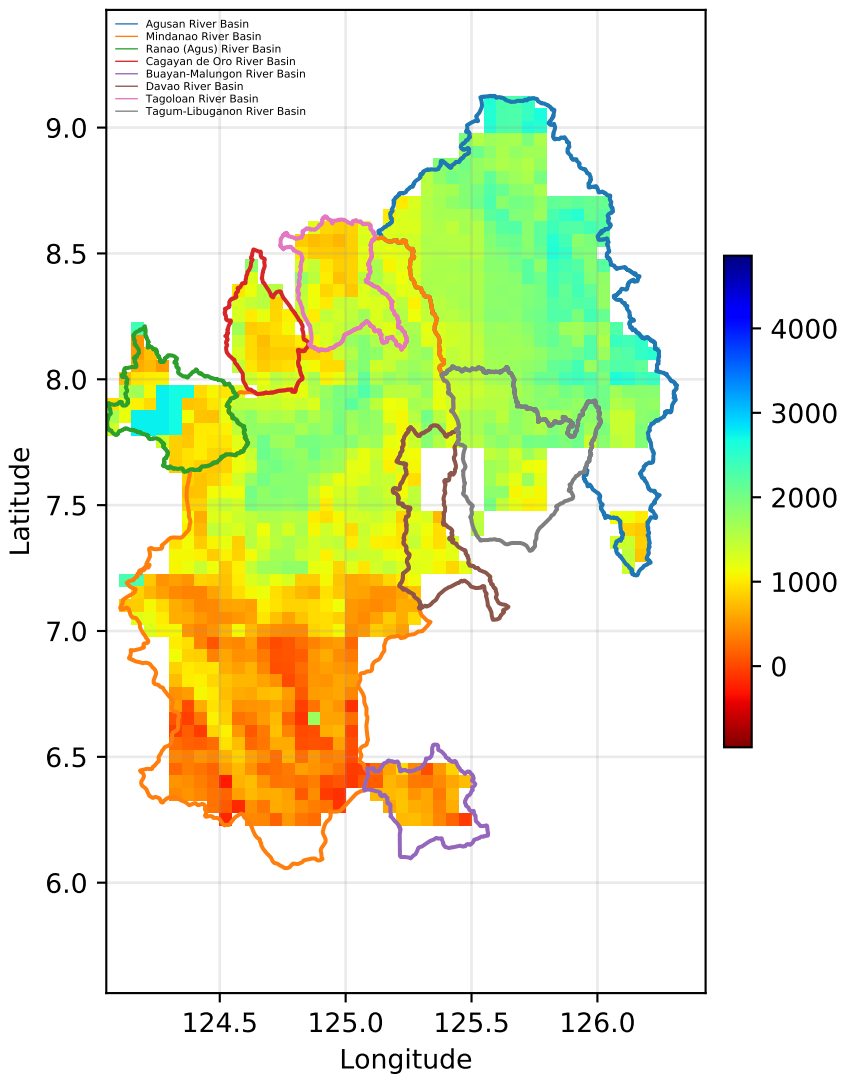 Agusan River Basin
Mindanao River Basin
Ranao (Agus) River Basin
Cagayan de Oro River Basin
Buayan-Malungon River Basin
Davao River Basin
Tagoloan River Basin
Tagum-Libuganon River Basin
9.0
8.5
8.0
7.5
7.0
6.5
6.0
Latitude
124.5 125.0 125.5 126.0
Longitude
4000
3000
2000
1000
0